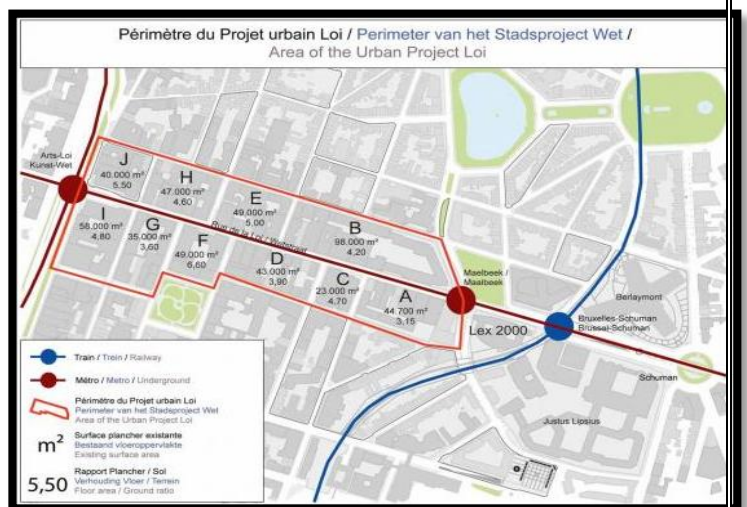 Périmètre du Projet urbain Loi / Perimeter van het Stadsproject Wet /
Area of the Urban Project Loi
Arts-Loi
Kunst-Wet
J
40.000 m²
5,50
H
47.000 m²
4,60
E
49.000 m²
5,00
B
98.000 m²
4,20
I
58.000 m²
4,80
G
35.000 m²
3,60
F
49.000 m²
6,60
Rue de la Loi / Wetstraat
D
43.000 m²
3,90
C
23.000 m²
4,70
A
44.700 m²
3,15
Maelbeek /
Maalbeek
Lex 2000
Berlaymont
Bruxelles-Schuman
Brussel-Schuman
Schuman
Justus Lipsius
Train / Trein / Railway
Métro / Metro / Underground
Périmètre du Projet urbain Loi
Perimeter van het Stadsproject Wet
Area of the Urban Project Loi
m²
Surface plancher existante
Bestaand vloeroppervlakte
Existing surface area
5,50
Rapport Plancher / Sol
Verhouding Vloer / Terrein
Floor area / Ground ratio